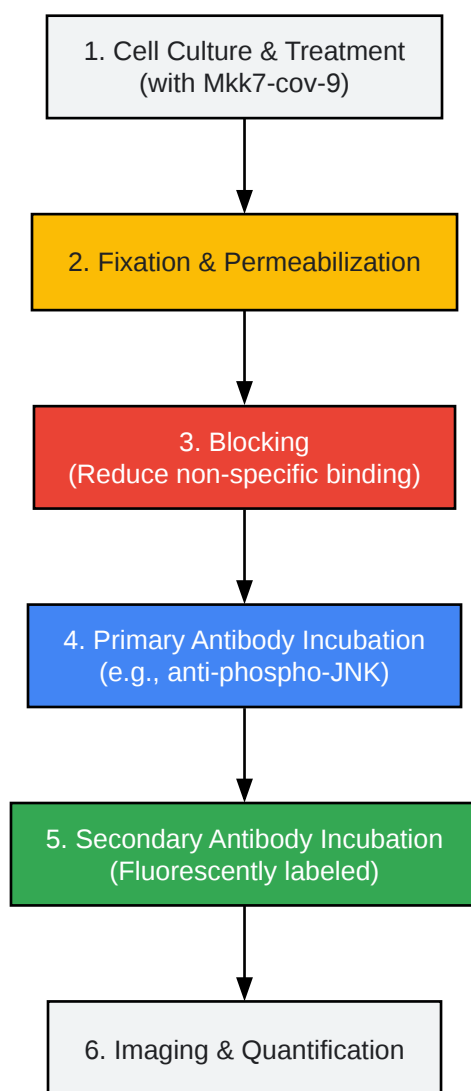 1. Cell Culture & Treatment
(with Mkk7-cov-9)
2. Fixation & Permeabilization
3. Blocking
(Reduce non-specific binding)
4. Primary Antibody Incubation
(e.g., anti-phospho-JNK)
5. Secondary Antibody Incubation
(Fluorescently labeled)
6. Imaging & Quantification